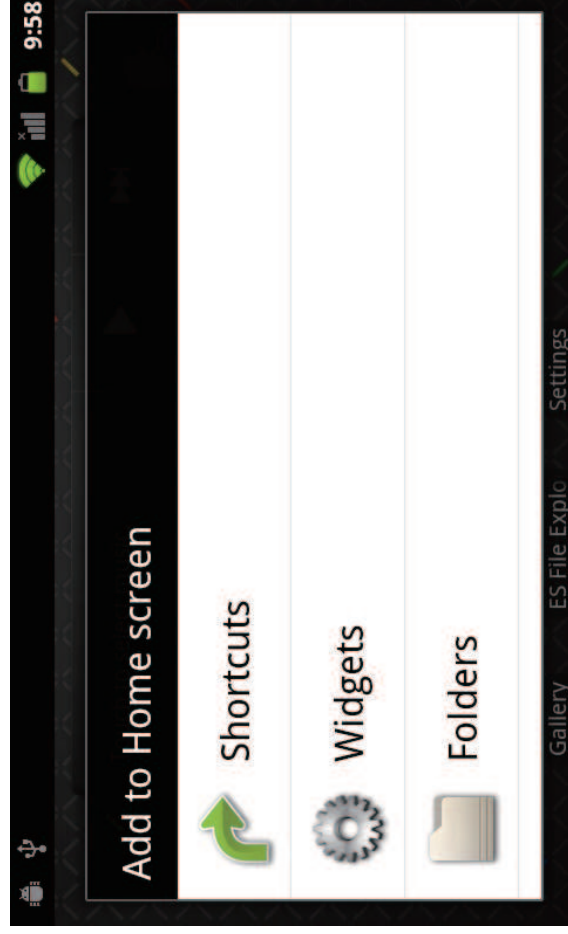 9:58
Add to Home screen
Shortcuts
Widgets
Folders
Gallery ES File Explo Settings